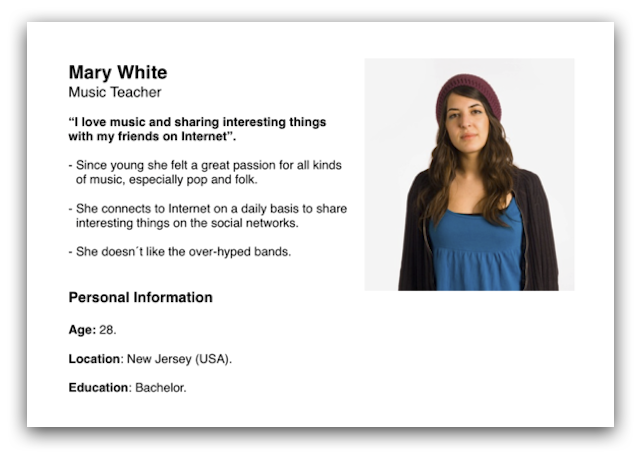 Mary White
Music Teacher
“I love music and sharing interesting things
with my friends on Internet”.
- Since young she felt a great passion for all kinds
of music, especially pop and folk.
- She connects to Internet on a daily basis to share
interesting things on the social networks.
- She doesn´t like the over-hyped bands.
Personal Information
Age: 28.
Location: New Jersey (USA).
Education: Bachelor.